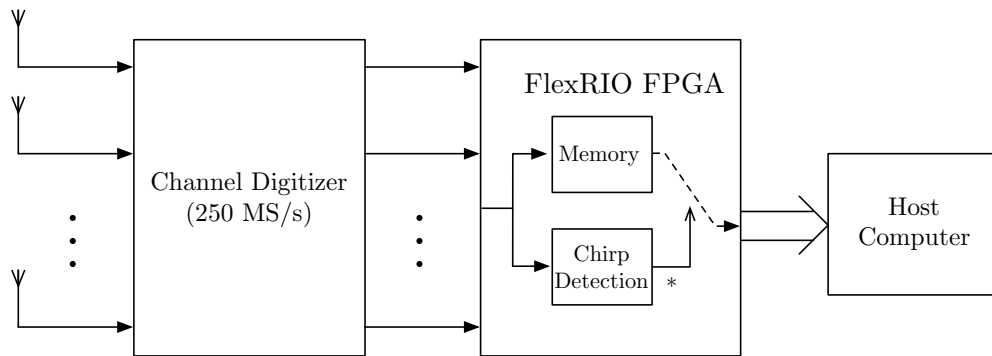 FlexRIO FPGA
Memory
Channel Digitizer
(250 MS/s)
Chirp
Detection
*
Host
Computer